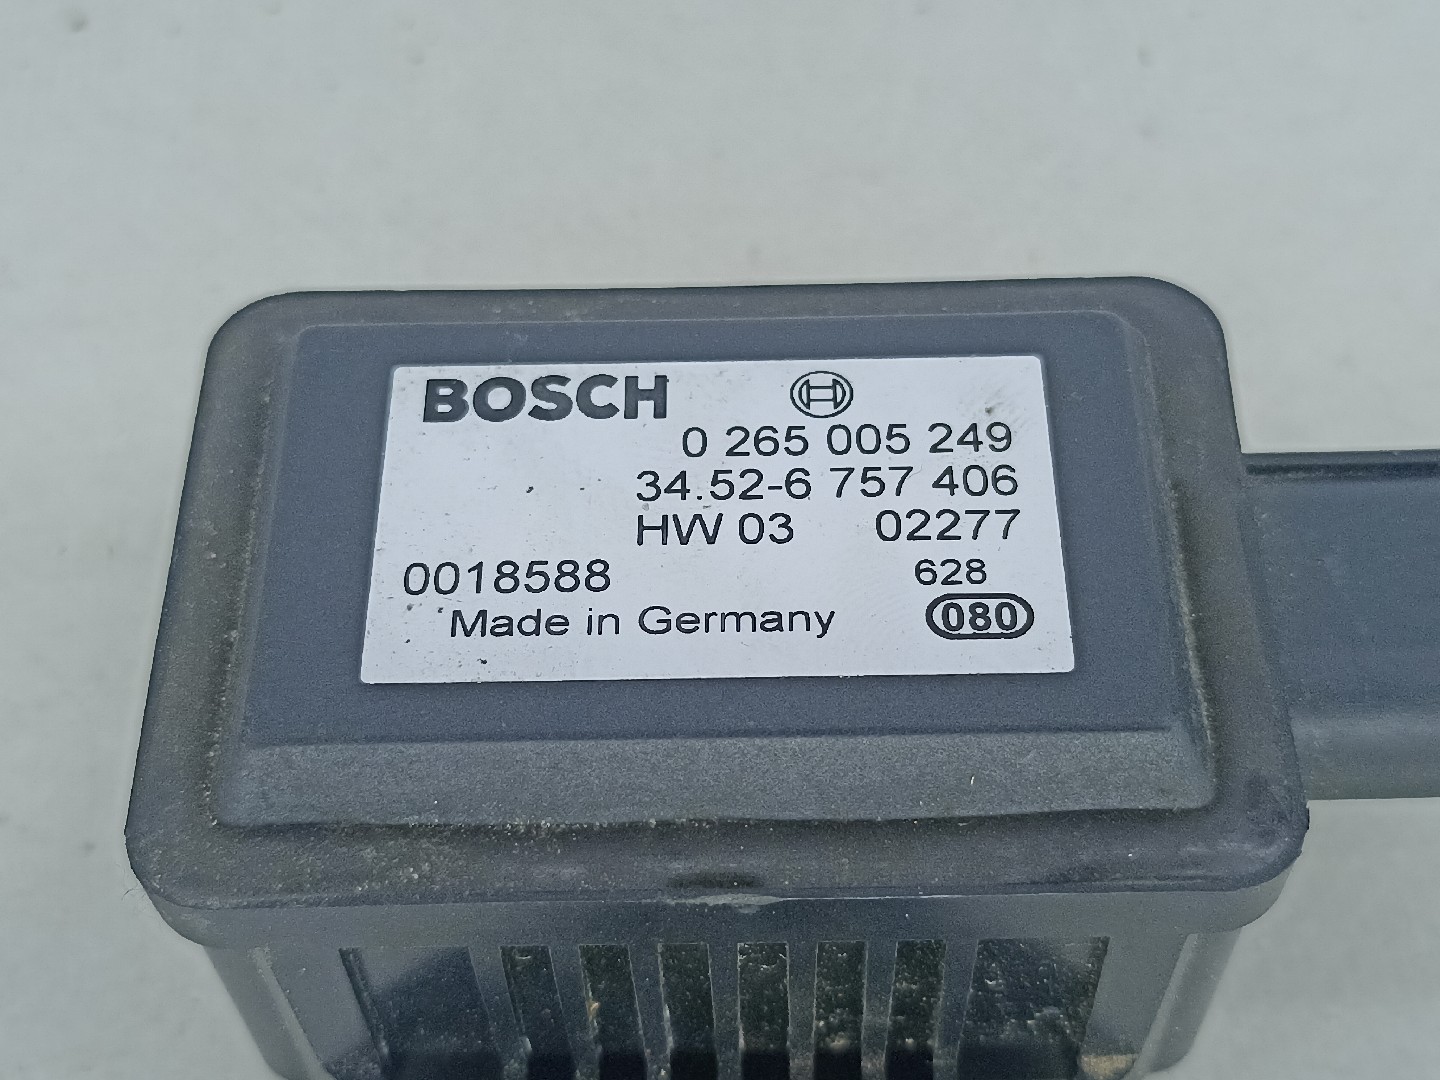 BOSCH
0 265 005 249
34.52-6 757 406
HW 03 02277
0018588 628
Made in Germany 080